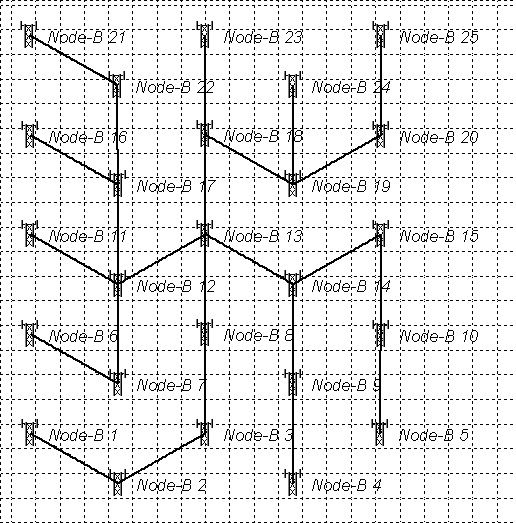 Node-B 21
Node-B 23
Node-B 25
Node-B 22
Node-B 24
Node-B 16
Node-B 18
Node-B 20
Node-B 17
Node-B 19
Node-B 11
Node-B 13
Node-B 15
Node-B 12
Node-B 14
Node-B 6
Node-B 8
Node-B 10
Node-B 7
Node-B 9
Node-B 1
Node-B 3
Node-B 5
Node-B 2
Node-B 4